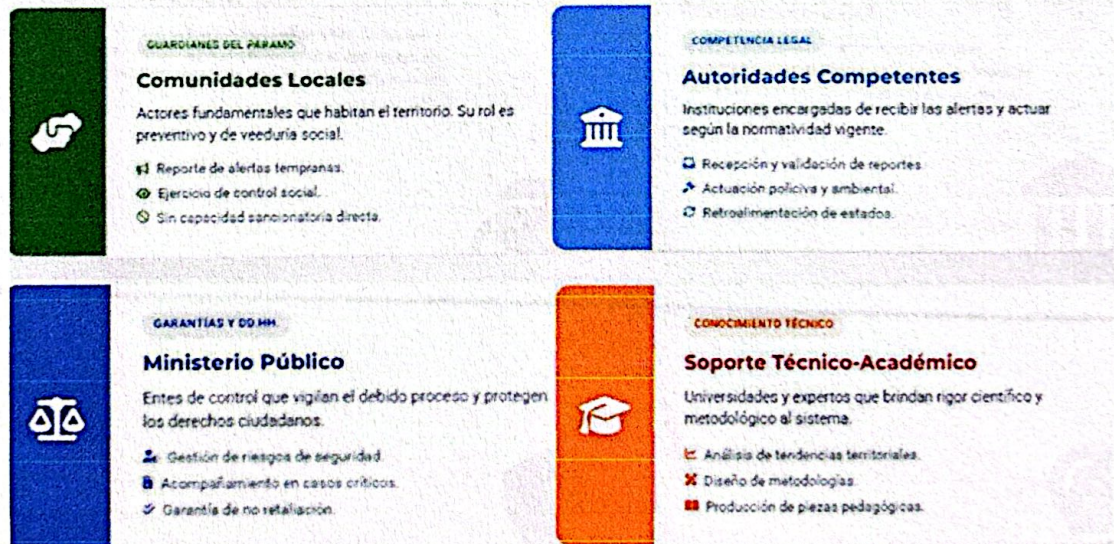 GUARDIANES DEL PÁRAMO
Comunidades Locales
Actores fundamentales que habitan el territorio. Su rol es
preventivo y de veeduría social.
Reporte de alertas tempranas.
Ejercicio de control social.
Sin capacidad sancionatoria directa.
COMPETENCIA LEGAL
Autoridades Competentes
Instituciones encargadas de recibir las alertas y actuar
según la normatividad vigente.
Recepción y validación de reportes.
Actuación policiva y ambiental.
Retroalimentación de estados.
GARANTÍAS Y DD.HH.
Ministerio Público
Entes de control que vigilan el debido proceso y protegen
los derechos ciudadanos.
Gestión de riesgos de seguridad.
Acompañamiento en casos críticos.
Garantía de no retaliación.
CONOCIMIENTO TÉCNICO
Soporte Técnico-Académico
Universidades y expertos que brindan rigor científico y
metodológico al sistema.
Análisis de tendencias territoriales.
Diseño de metodologías.
Producción de piezas pedagógicas.